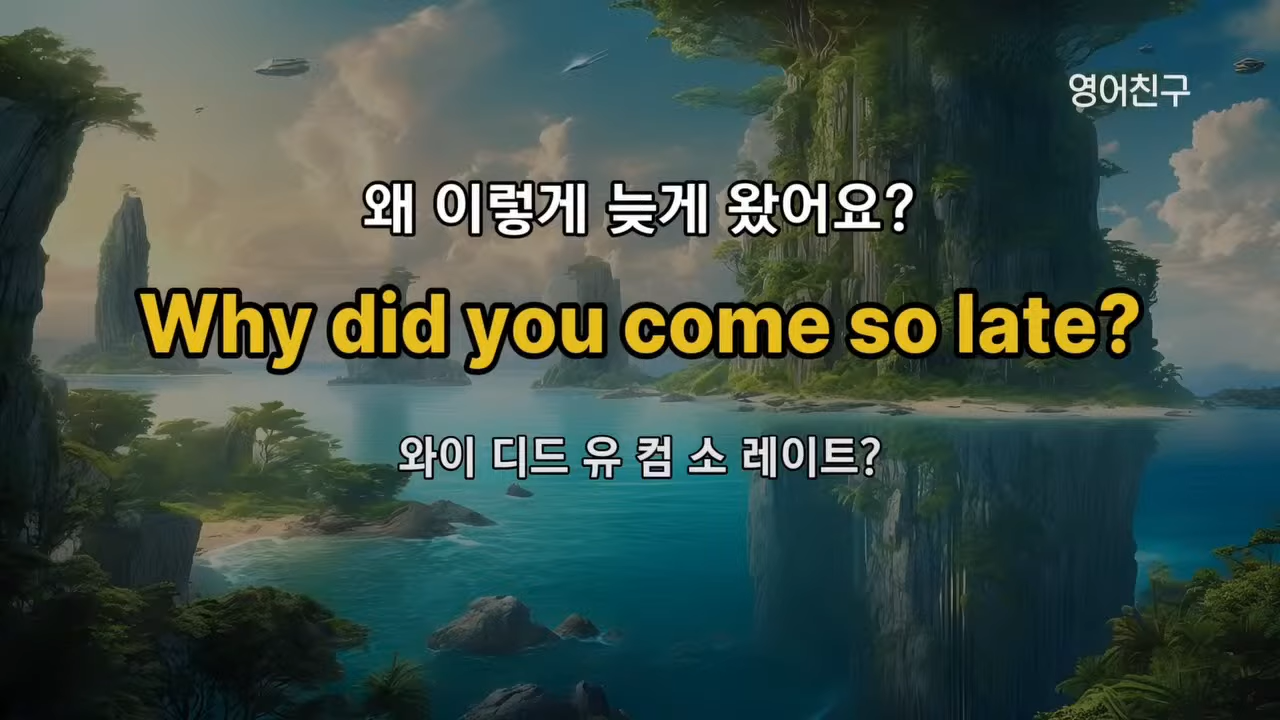 영어친구
왜 이렇게 늦게 왔어요?
Why did you come so late?
와이 디드 유 컴 소 레이트?